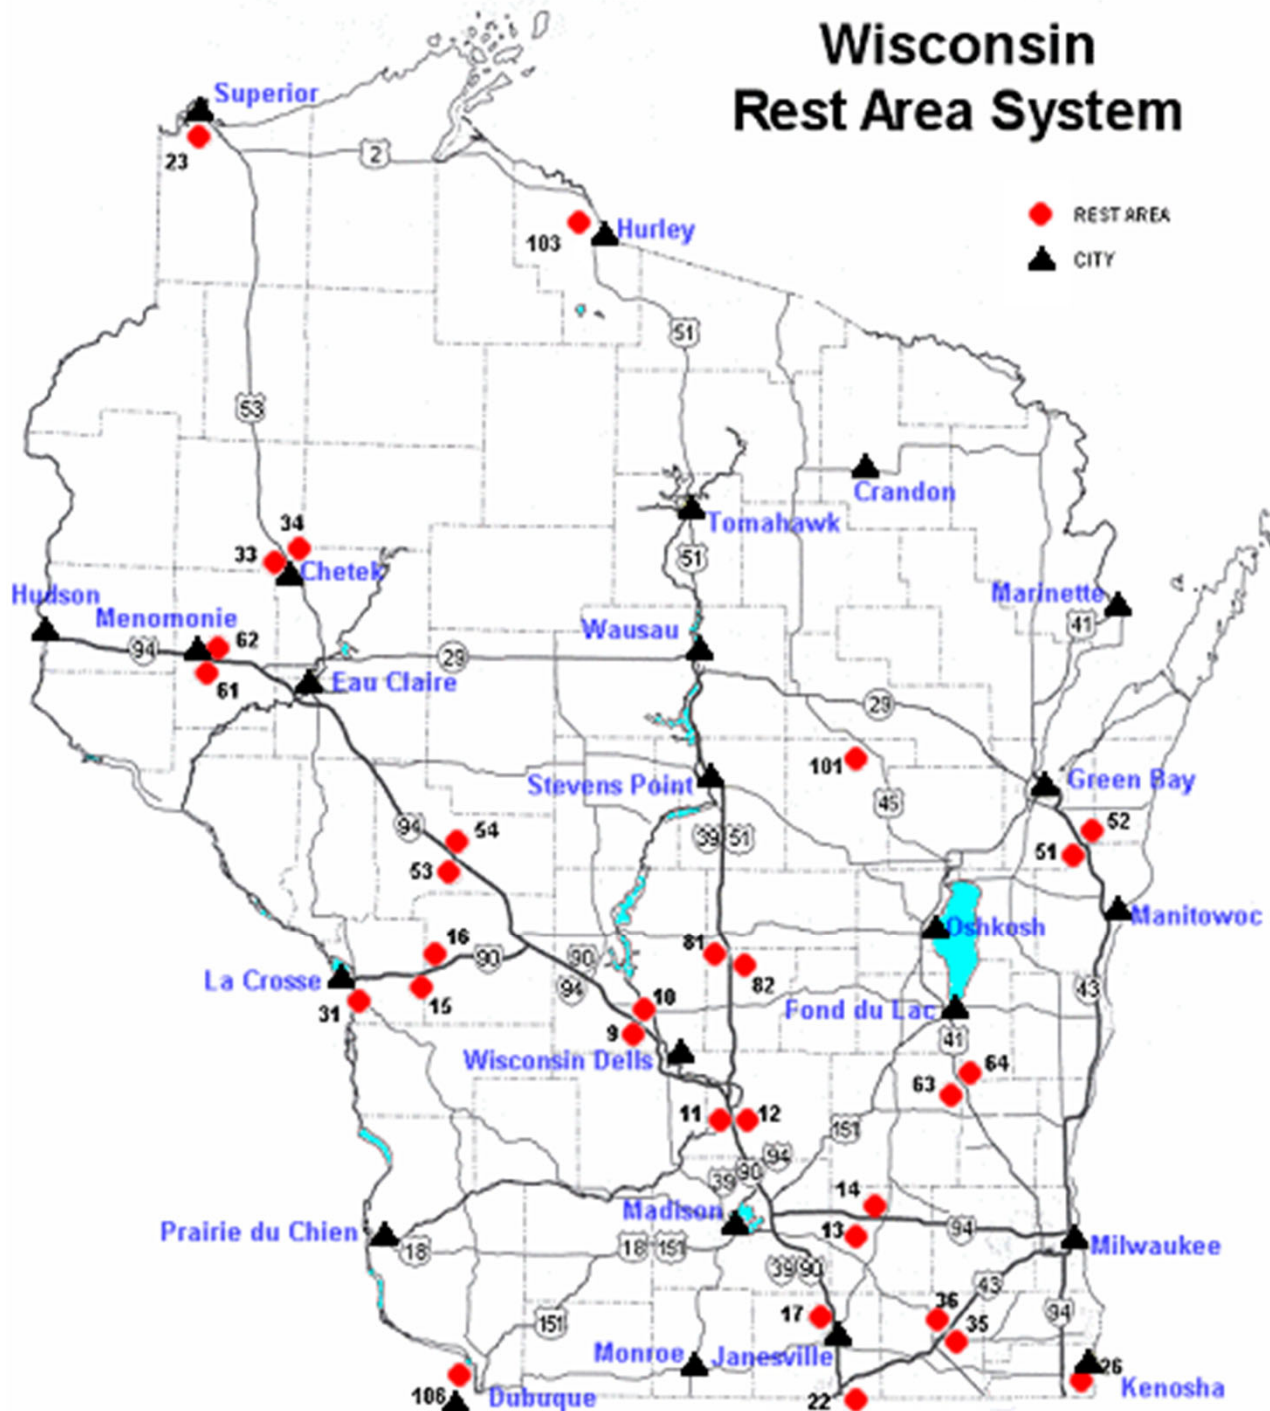 Wisconsin
Rest Area System
REST AREA
CITY
Superior
23
2
103
Hurley
51
53
Crandon
Tomahawk
34
33
Chetek
51
Hudson
Menomonie
62
94
61
Eau Claire
29
Wausau
Marinette
41
29
101
45
Stevens Point
Green Bay
39 51
52
51
94
54
53
Manitowoc
Oshkosh
16
90
90
94
81
82
La Crosse
15
31
10
9
Fond du Lac
43
41
Wisconsin Dells
64
63
11
12
151
94
90
39
14
Madison
13
94
Prairie du Chien
18
18 151
Milwaukee
39 90
43
36
35
94
17
151
Monroe
Janesville
26
Kenosha
106
Dubuque
22